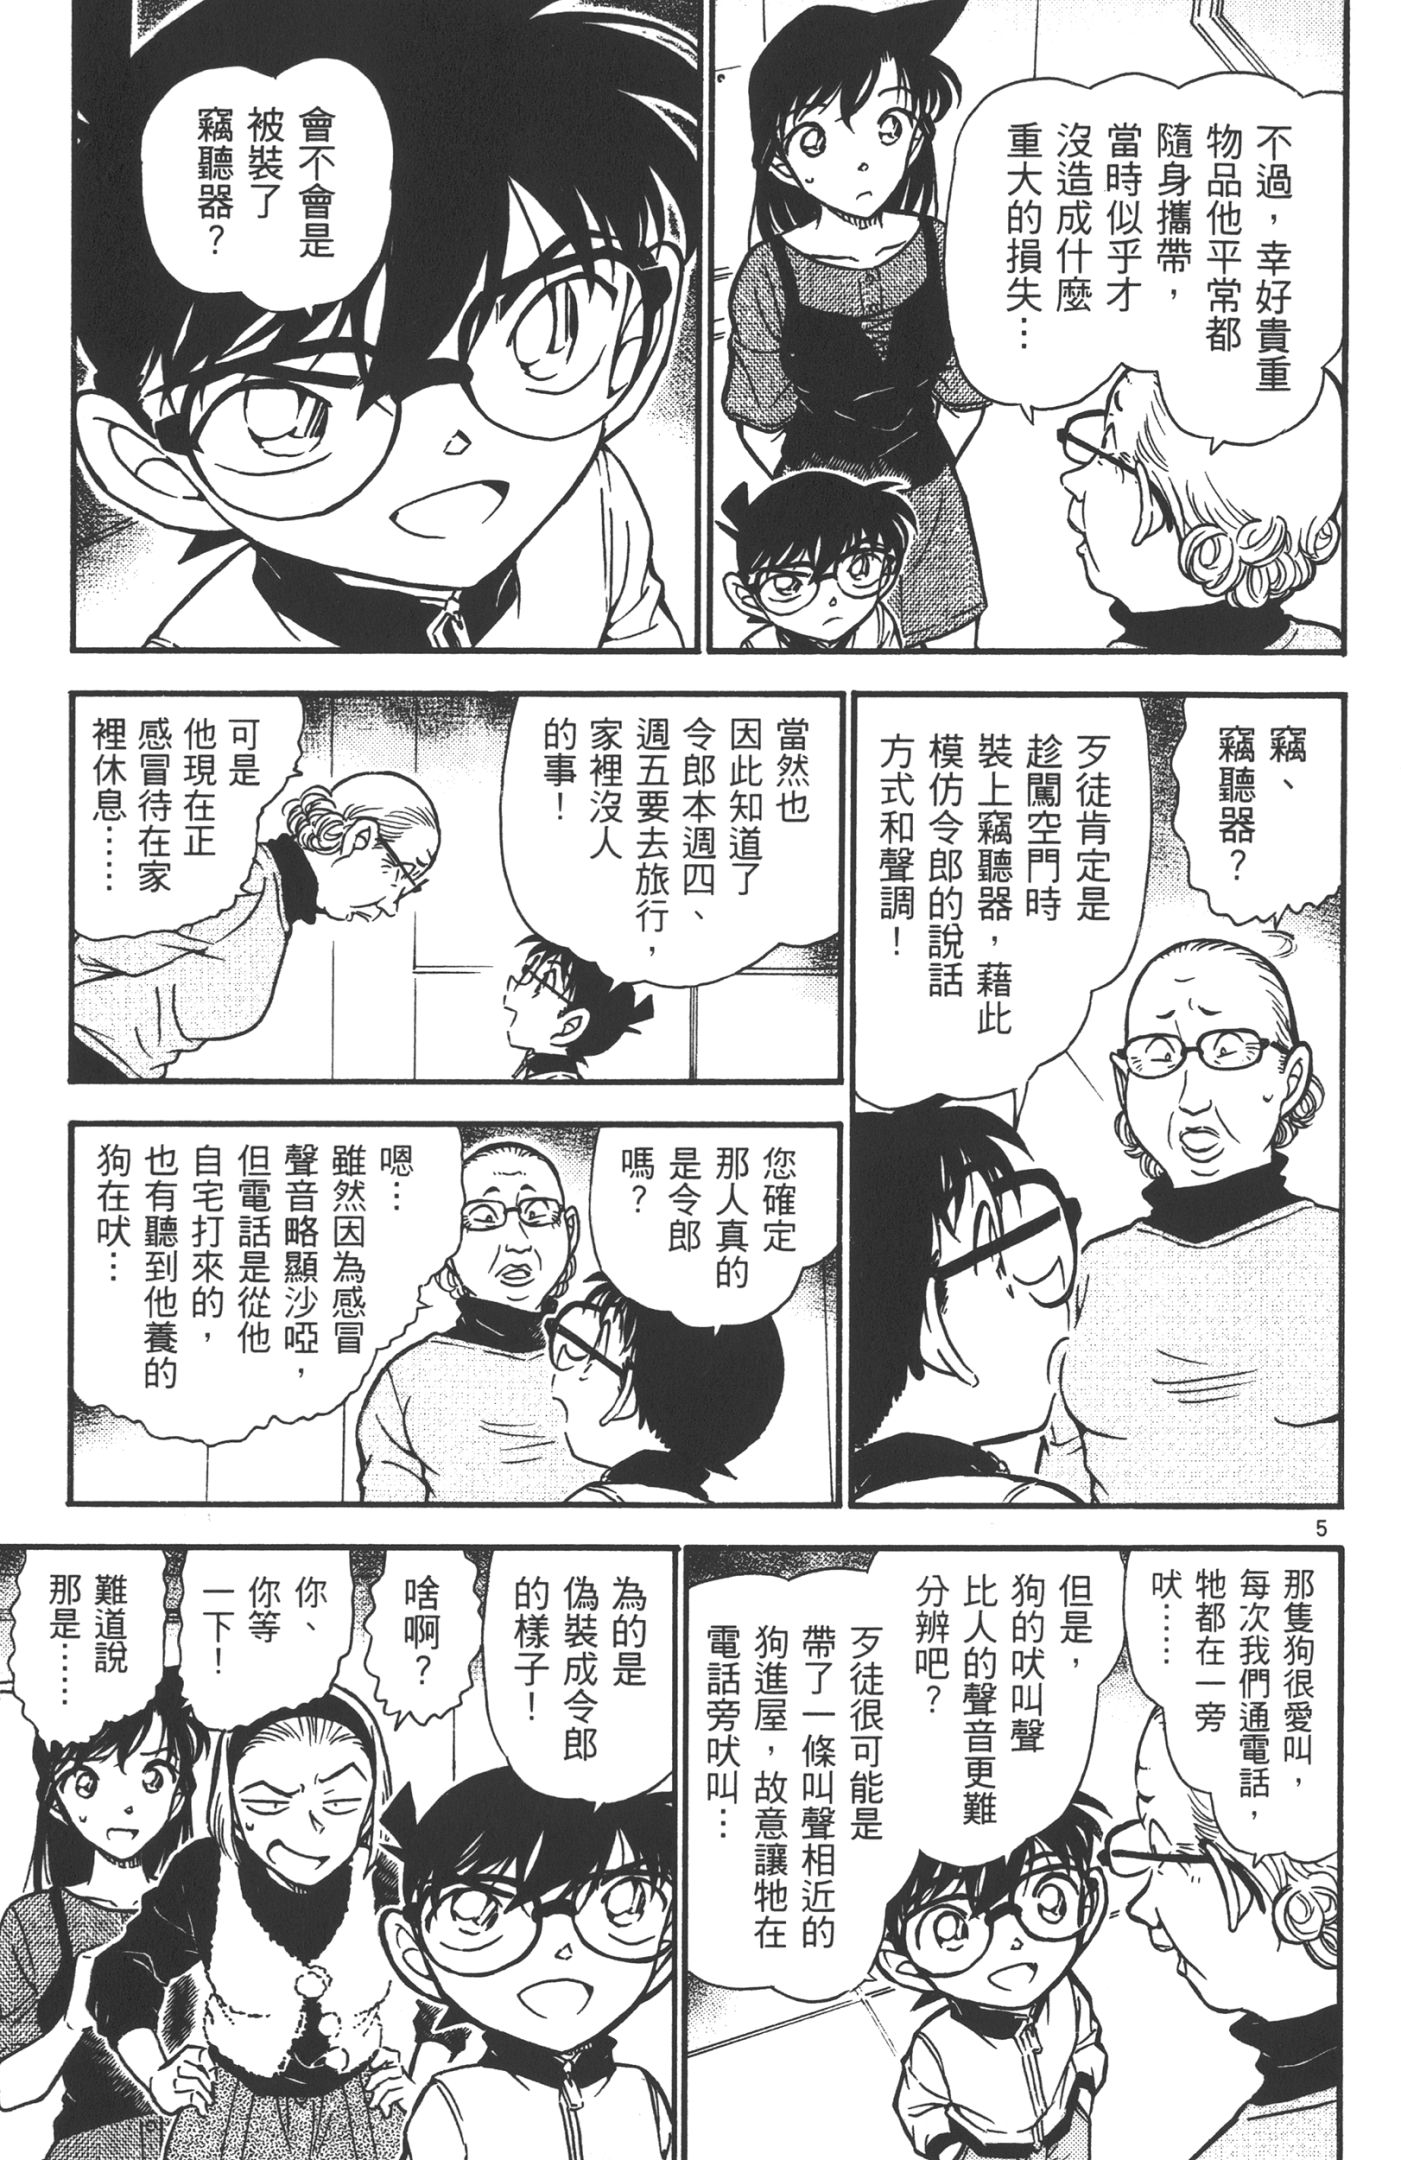 不過，幸好貴重
物品他平常都
隨身攜帶，
當時似乎才
沒造成什麼
重大的損失…
會不會是
被裝了
竊聽器？
竊、
竊聽器？
歹徒肯定是
趁闖空門時
裝上竊聽器，藉此
模仿令郎的說話
方式和聲調！
當然也
因此知道了
令郎本週四、
週五要去旅行，
家裡沒人
的事！
可是
他現在正
感冒待在家
裡休息……
您確定
那人真的
是令郎
嗎？
嗯…
雖然因為感冒
聲音略顯沙啞，
但電話是從他
自宅打來的，
也有聽到他養的
狗在吠…
5
那隻狗很愛叫，
每次我們通電話，
牠都在一旁
吠……
但是，
狗的吠叫聲
比人的聲音更難
分辨吧？
歹徒很可能是
帶了一條叫聲相近的
狗進屋，故意讓牠在
電話旁吠叫…
為的是
偽裝成令郎
的樣子！
啥啊？
你、
你等
一下！
難道說
那是……